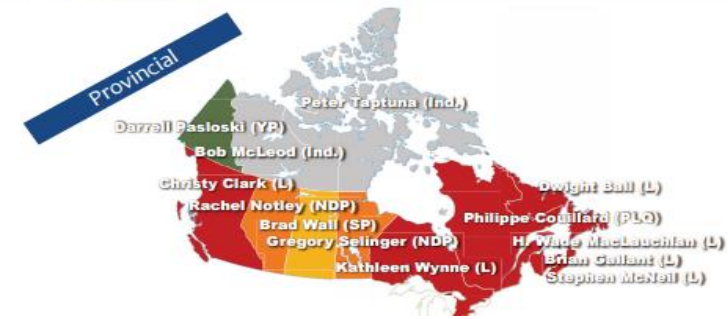 Provincial
Peter Taptuna (Ind.)
Darrell Pasloski (YP)
Bob McLeod (Ind.)
Christy Clark (L)
Dwight Ball (L)
Rachel Notley (NDP)
Philippe Couillard (PLQ)
Brad Wall (SP)
Gregory Selinger (NDP)
H. Wade MacLauchlan (L)
Brian Gallant (L)
Kathleen Wynne (L)
Stephen McNeil (L)